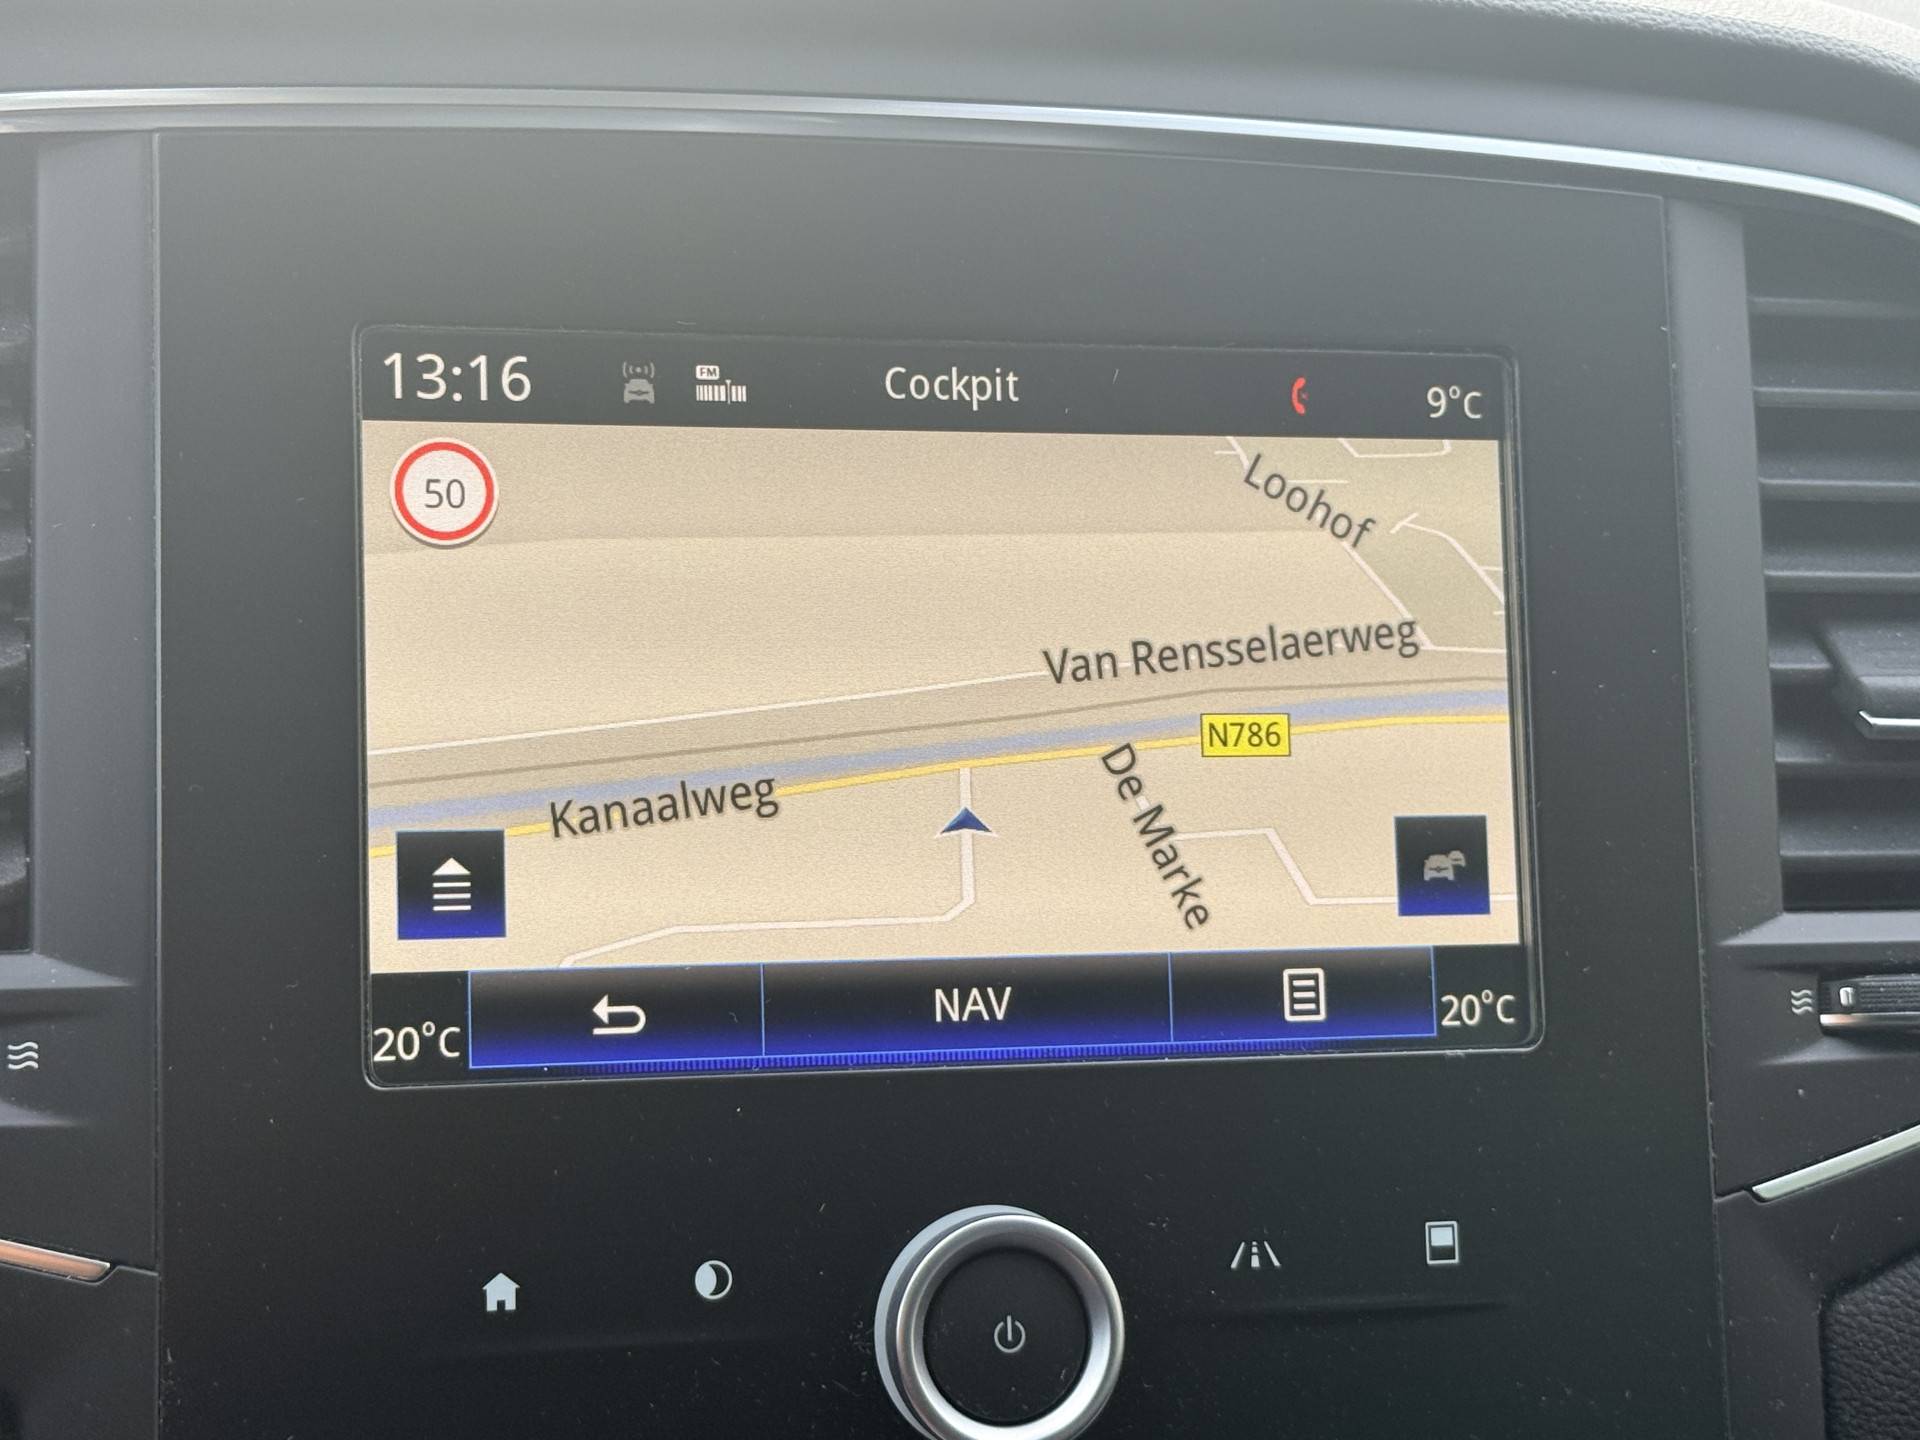 13:16
FM
Cockpit
9°C
50
Loohof
Van Rensselaerweg
N786
Kanaalweg
De Marke
20°C
NAV
20°C